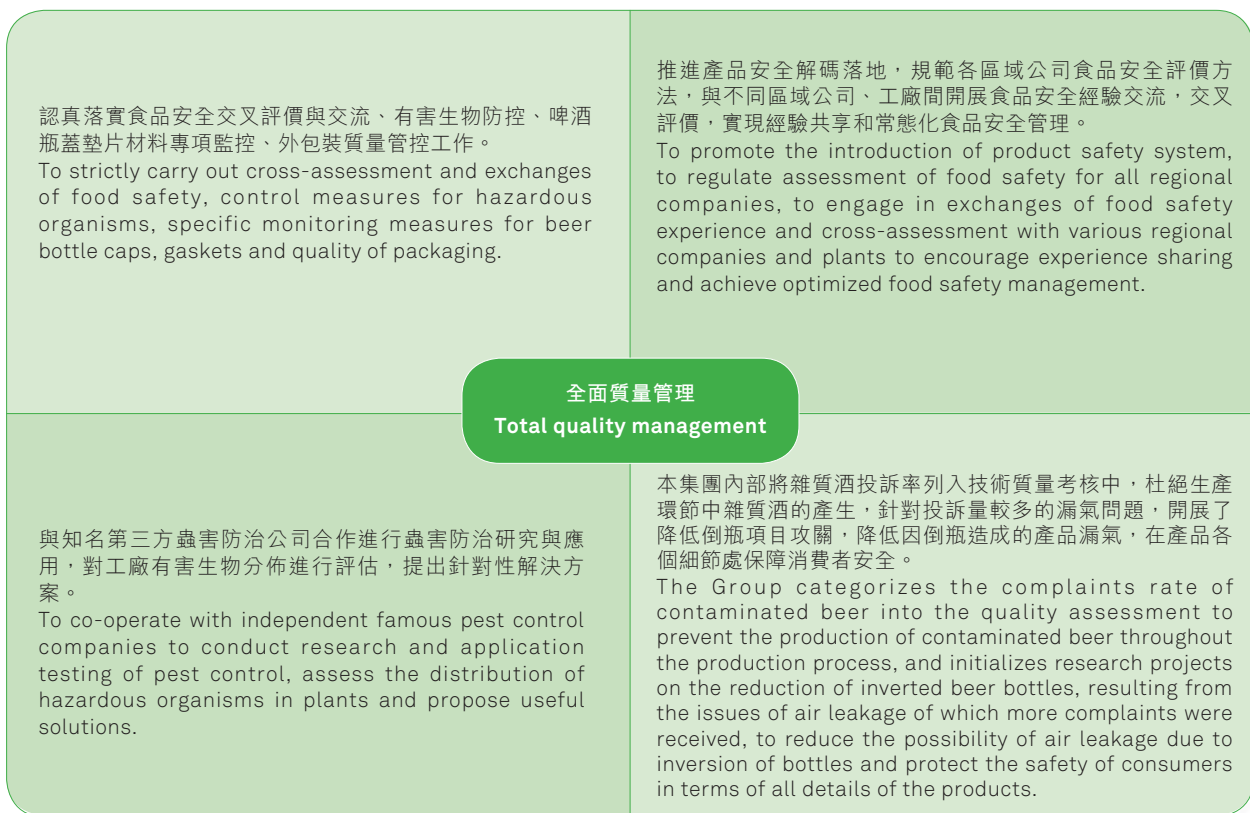 認真落實食品安全交叉評價與交流、有害生物防控、啤酒
瓶蓋墊片材料專項監控、外包裝質量管控工作。
To strictly carry out cross-assessment and exchanges
of food safety, control measures for hazardous
organisms, specific monitoring measures for beer
bottle caps, gaskets and quality of packaging.
推進產品安全解碼落地，規範各區域公司食品安全評價方
法，與不同區域公司、工廠間開展食品安全經驗交流，交叉
評價，實現經驗共享和常態化食品安全管理。
To promote the introduction of product safety system,
to regulate assessment of food safety for all regional
companies, to engage in exchanges of food safety
experience and cross-assessment with various regional
companies and plants to encourage experience sharing
and achieve optimized food safety management.
全面質量管理
Total quality management
與知名第三方蟲害防治公司合作進行蟲害防治研究與應
用，對工廠有害生物分佈進行評估，提出針對性解決方
案。
To co-operate with independent famous pest control
companies to conduct research and application
testing of pest control, assess the distribution of
hazardous organisms in plants and propose useful
solutions.
本集團內部將雜質酒投訴率列入技術質量考核中，杜絕生產
環節中雜質酒的產生，針對投訴量較多的漏氣問題，開展了
降低倒瓶項目攻關，降低因倒瓶造成的產品漏氣，在產品各
個細節處保障消費者安全。
The Group categorizes the complaints rate of
contaminated beer into the quality assessment to
prevent the production of contaminated beer throughout
the production process, and initializes research projects
on the reduction of inverted beer bottles, resulting from
the issues of air leakage of which more complaints were
received, to reduce the possibility of air leakage due to
inversion of bottles and protect the safety of consumers
in terms of all details of the products.